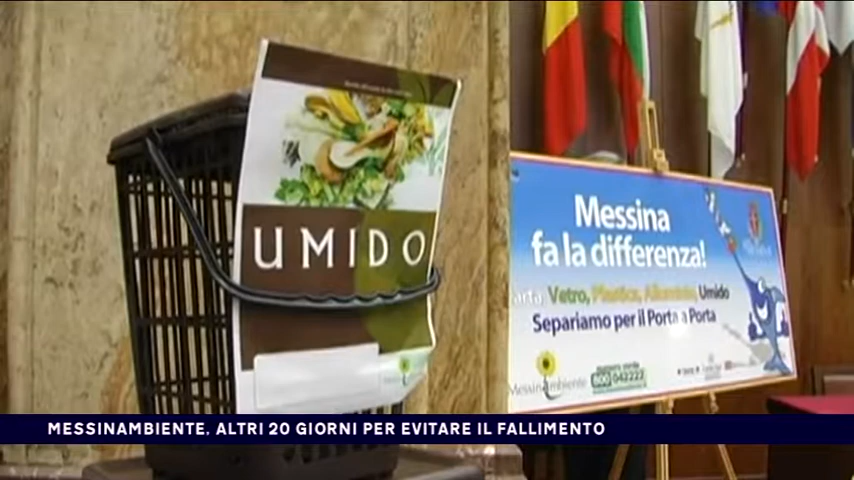 UMIDO
Messina
fa la differenza!
Vetro, Plastica, Alluminio, Umido
Separiamo per il Porta a Porta
Messinambiente
800 042222
MESSINAMBIENTE, ALTRI 20 GIORNI PER EVITARE IL FALLIMENTO